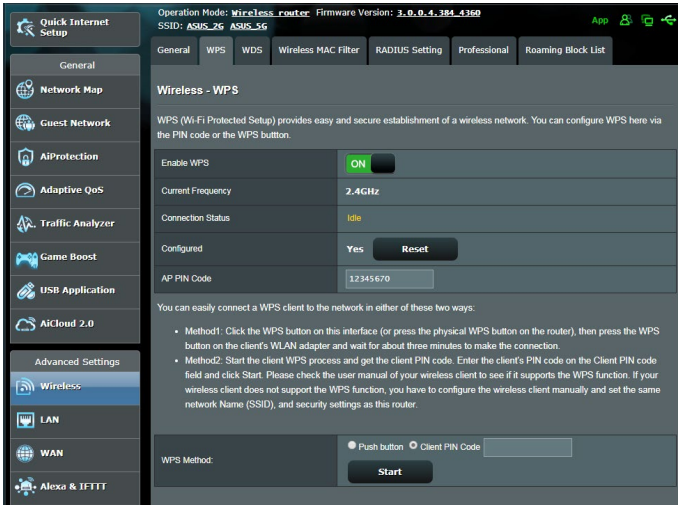 Quick Internet
Setup
General
Network Map
Guest Network
AiProtection
Adaptive QoS
Traffic Analyzer
Game Boost
USB Application
AiCloud 2.0
Advanced Settings
Wireless
LAN
WAN
Alexa & IFTTT
Operation Mode: Wireless router Firmware Version: 3.0.0.4.384_4360
SSID: ASUS_2G ASUS_5G
App
General WPS WDS Wireless MAC Filter RADIUS Setting Professional Roaming Block List
Wireless - WPS
WPS (Wi-Fi Protected Setup) provides easy and secure establishment of a wireless network. You can configure WPS here via
the PIN code or the WPS buttton.
Enable WPS ON
Current Frequency 2.4GHz
Connection Status Idle
Configured Yes Reset
AP PIN Code 12345670
You can easily connect a WPS client to the network in either of these two ways:
• Method1: Click the WPS button on this interface (or press the physical WPS button on the router), then press the WPS
button on the client's WLAN adapter and wait for about three minutes to make the connection.
• Method2: Start the client WPS process and get the client PIN code. Enter the client's PIN code on the Client PIN code
field and click Start. Please check the user manual of your wireless client to see if it supports the WPS function. If your
wireless client does not support the WPS function, you have to configure the wireless client manually and set the same
network Name (SSID), and security settings as this router.
WPS Method: Push button Client PIN Code
Start